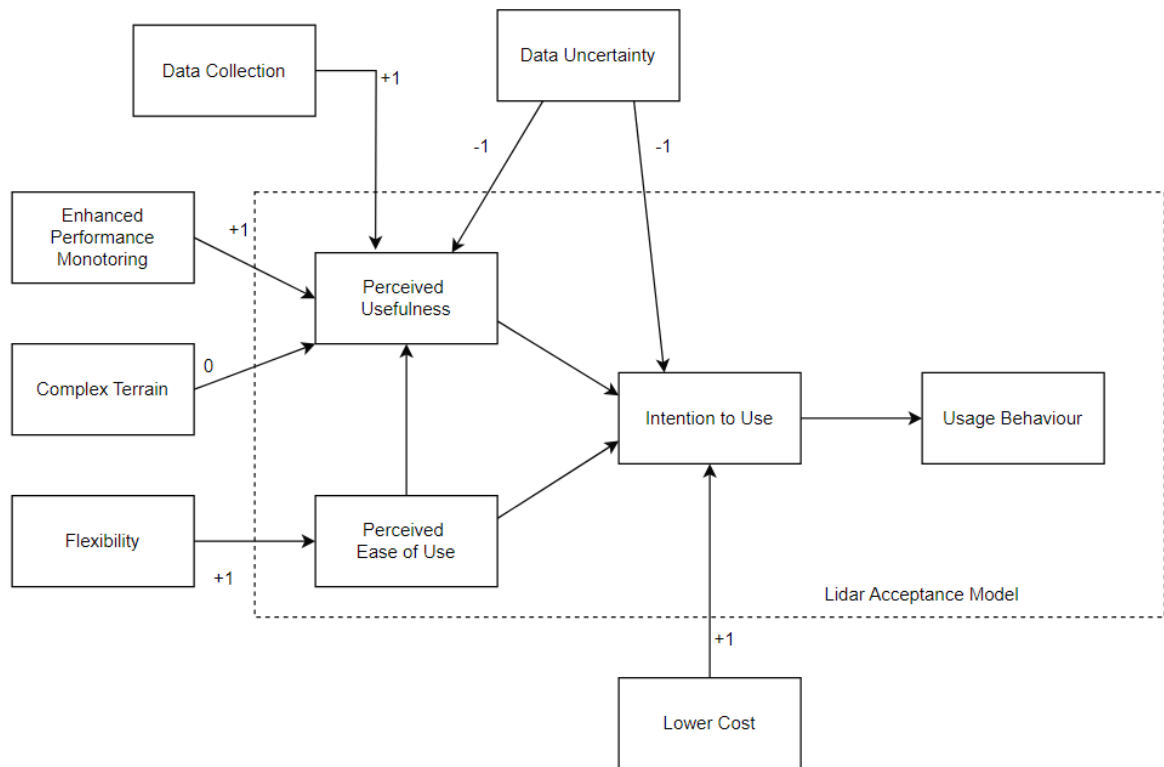 Data Collection
+1
Data Uncertainty
-1
-1
Enhanced
Performance
Monotoring
+1
Perceived
Usefulness
Complex Terrain
0
Intention to Use
Usage Behaviour
Flexibility
+1
Perceived
Ease of Use
Lidar Acceptance Model
+1
Lower Cost